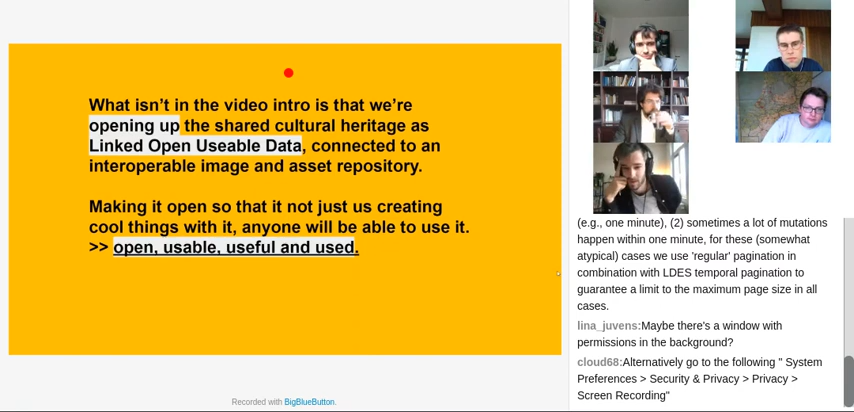 What isn’t in the video intro is that we’re
opening up the shared cultural heritage as
Linked Open Useable Data, connected to an
interoperable image and asset repository.
Making it open so that it not just us creating
cool things with it, anyone will be able to use it.
>> open, usable, useful and used.
Recorded with BigBlueButton.
(e.g., one minute), (2) sometimes a lot of mutations
happen within one minute, for these (somewhat
atypical) cases we use 'regular' pagination in
combination with LDES temporal pagination to
guarantee a limit to the maximum page size in all
cases.
lina_juvens:Maybe there's a window with
permissions in the background?
cloud68:Alternatively go to the following " System
Preferences > Security & Privacy > Privacy >
Screen Recording"